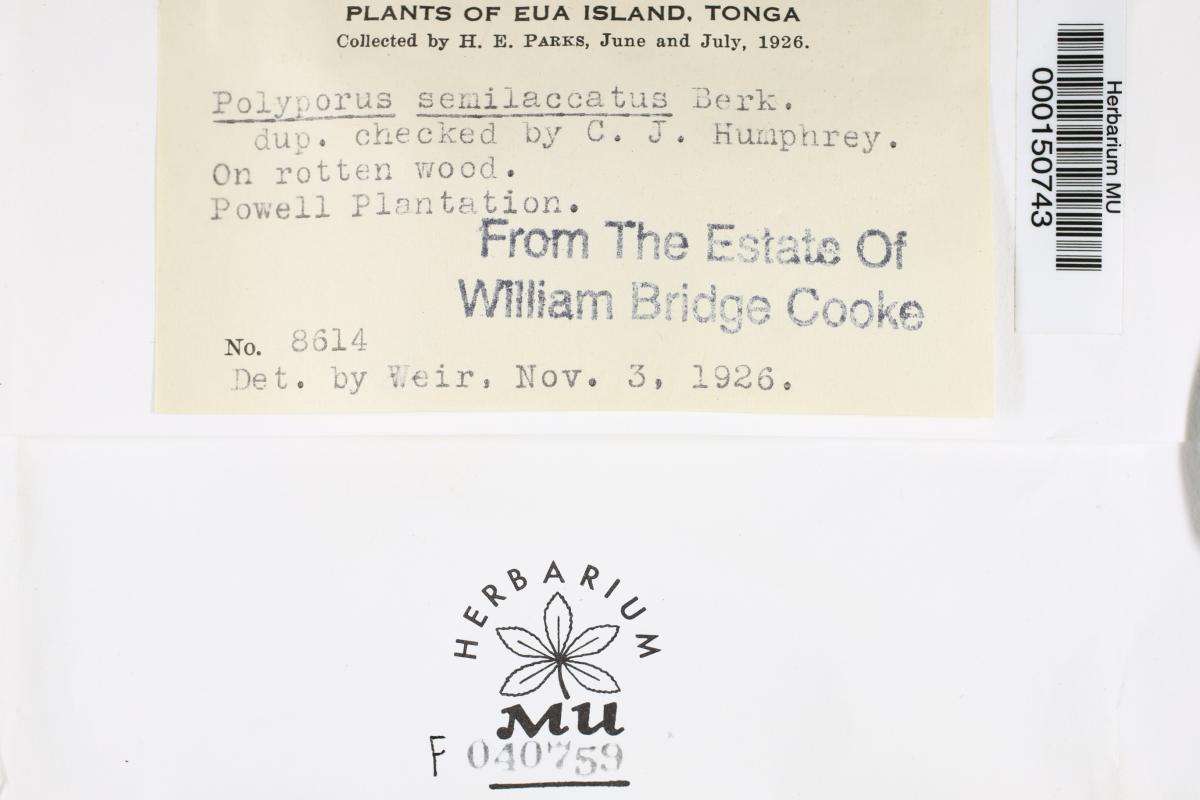 PLANTS OF EUA ISLAND, TONGA
Collected by H. E. PARKS, June and July, 1926.
Polyporus semilaccatus Berk.
dup. checked by C. J. Humphrey.
On rotten wood.
Powell Plantation.
From The Estate Of
William Bridge Cooke
No. 8614
Det. by Weir, Nov. 3, 1926.
000150743
Herbarium MU
HERBARIUM
MU
F 040759